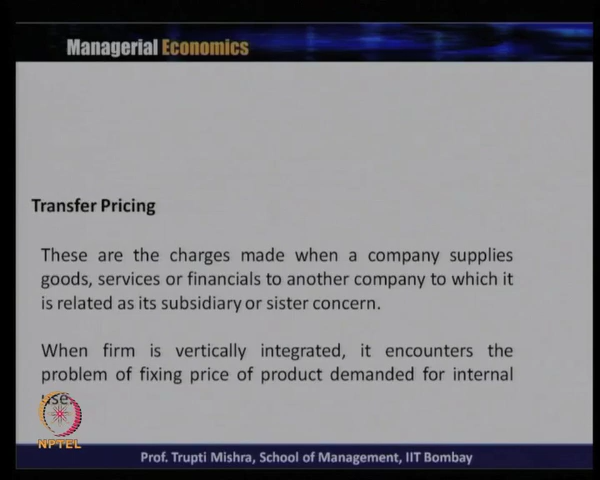 Managerial Economics
Transfer Pricing
These are the charges made when a company supplies
goods, services or financials to another company to which it
is related as its subsidiary or sister concern.
When firm is vertically integrated, it encounters the
problem of fixing price of product demanded for internal
use.
NPTEL
Prof. Trupti Mishra, School of Management, IIT Bombay